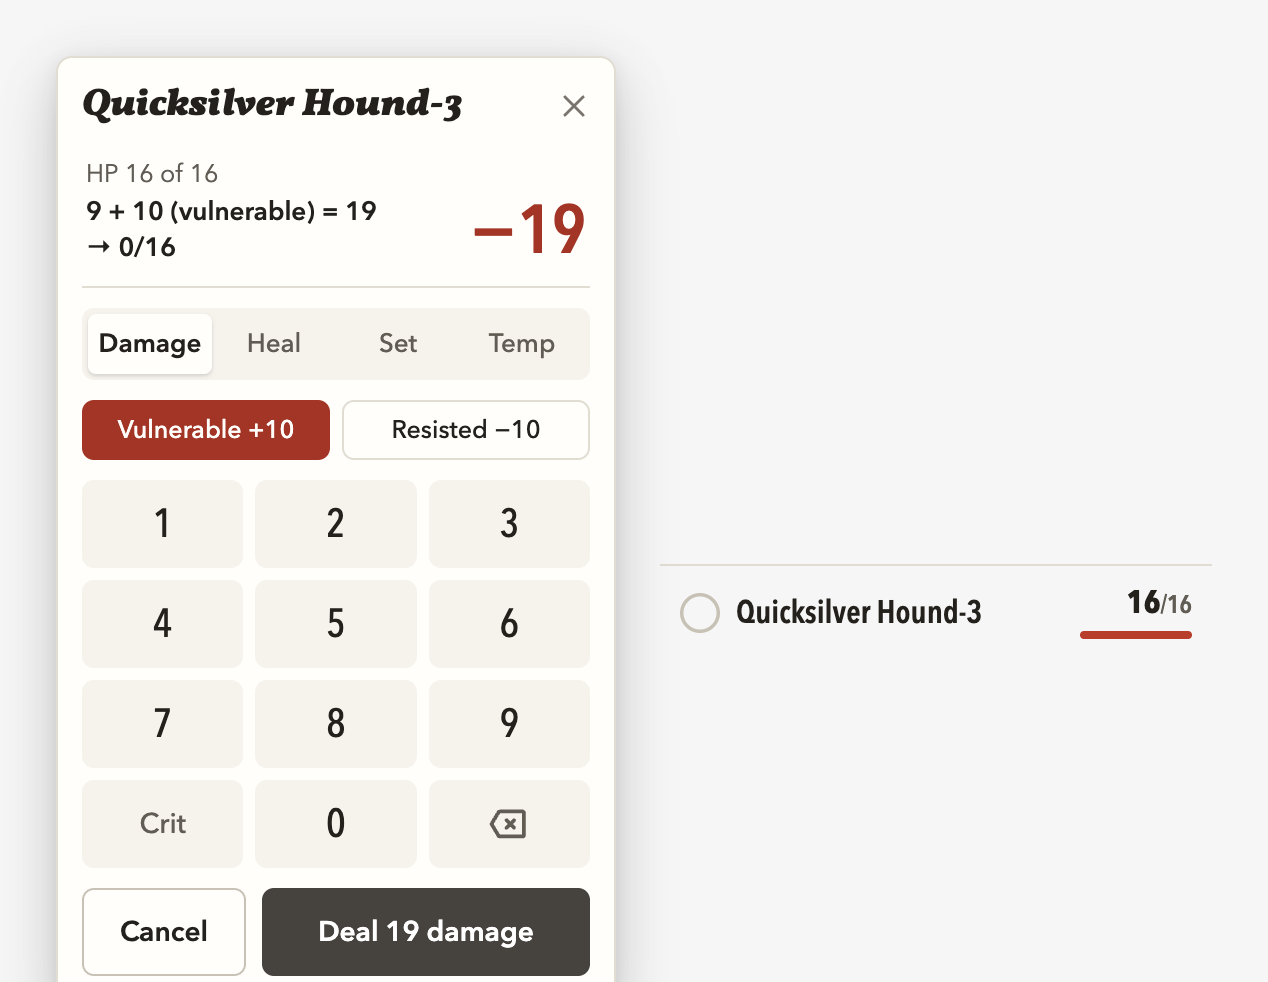 Quicksilver Hound-3
HP 16 of 16
9 + 10 (vulnerable) = 19
→ 0/16
−19
Damage Heal Set Temp
Vulnerable +10 Resisted −10
1 2 3
4 5 6
7 8 9
Crit 0
Cancel Deal 19 damage
Quicksilver Hound-3 16/16